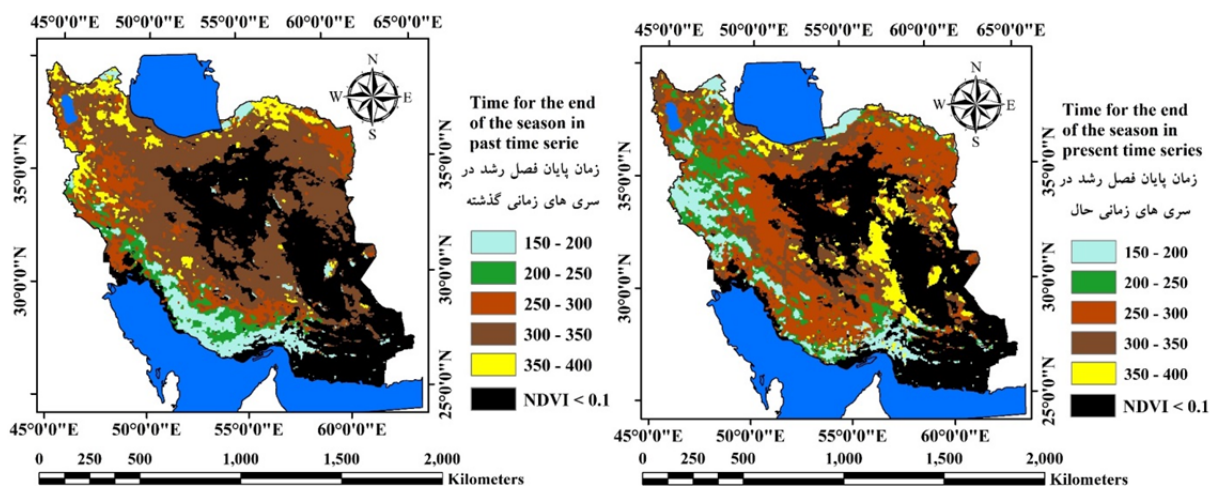 45°0'0"E 50°0'0"E 55°0'0"E 60°0'0"E 65°0'0"E
35°0'0"N
30°0'0"N
25°0'0"N
N
W E
S
Time for the end
of the season in
past time serie
زمان پایان فصل رشد در
سری های زمانی گذشته
150 - 200
200 - 250
250 - 300
300 - 350
350 - 400
NDVI < 0.1
45°0'0"E 50°0'0"E 55°0'0"E 60°0'0"E
0 250 500 1,000 1,500 2,000
Kilometers
45°0'0"E 50°0'0"E 55°0'0"E 60°0'0"E 65°0'0"E
35°0'0"N
30°0'0"N
25°0'0"N
N
W E
S
Time for the end
of the season in
present time series
زمان پایان فصل رشد در
سری های زمانی حال
150 - 200
200 - 250
250 - 300
300 - 350
350 - 400
NDVI < 0.1
45°0'0"E 50°0'0"E 55°0'0"E 60°0'0"E
0 250 500 1,000 1,500 2,000
Kilometers